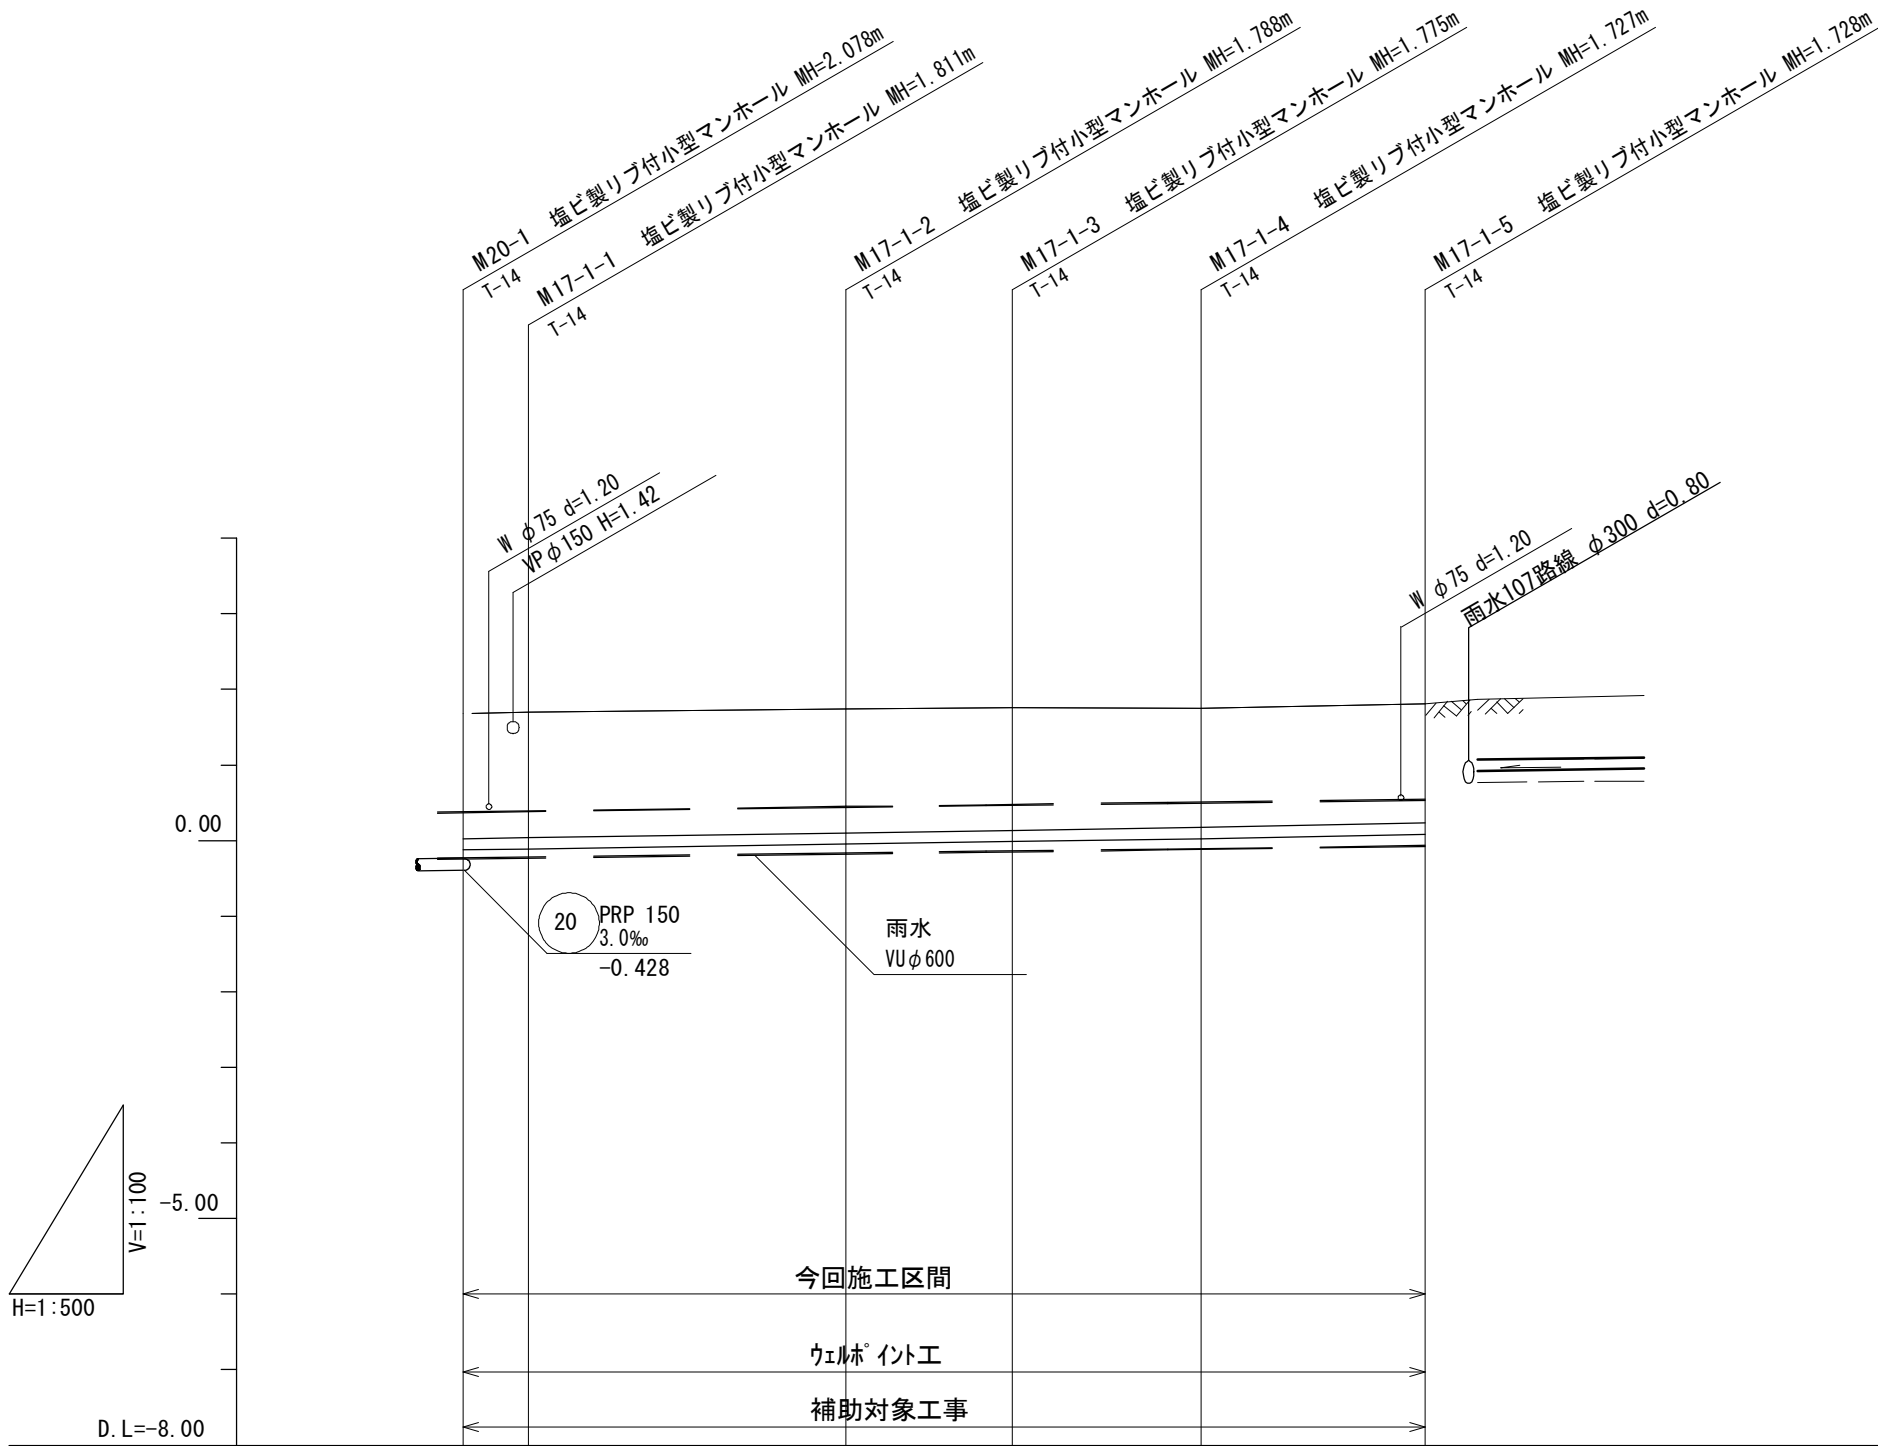 M20-1 塩ビ製リブ付小型マンホール MH=2.078m
T-14
M17-1-1 塩ビ製リブ付小型マンホール MH=1.811m
T-14
M17-1-2 塩ビ製リブ付小型マンホール MH=1.788m
T-14
M17-1-3 塩ビ製リブ付小型マンホール MH=1.775m
T-14
M17-1-4 塩ビ製リブ付小型マンホール MH=1.727m
T-14
M17-1-5 塩ビ製リブ付小型マンホール MH=1.728m
T-14
W φ75 d=1.20
VPφ150 H=1.42
W φ75 d=1.20
雨水107路線 φ300 d=0.80
0.00
20
PRP 150
3.0‰
-0.428
雨水
VUφ600
V=1:100
H=1:500
-5.00
今回施工区間
ウェルポイント工
補助対象工事
D.L=-8.00